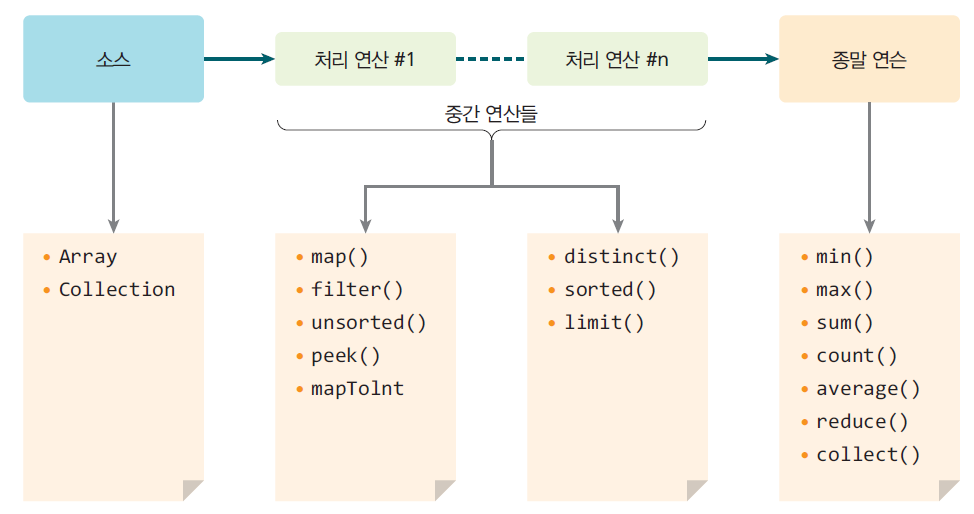 소스
처리 연산 #1
처리 연산 #n
종말 연슨
중간 연산들
• Array
• Collection
• map()
• filter()
• unsorted()
• peek()
• mapTolnt
• distinct()
• sorted()
• limit()
• min()
• max()
• sum()
• count()
• average()
• reduce()
• collect()